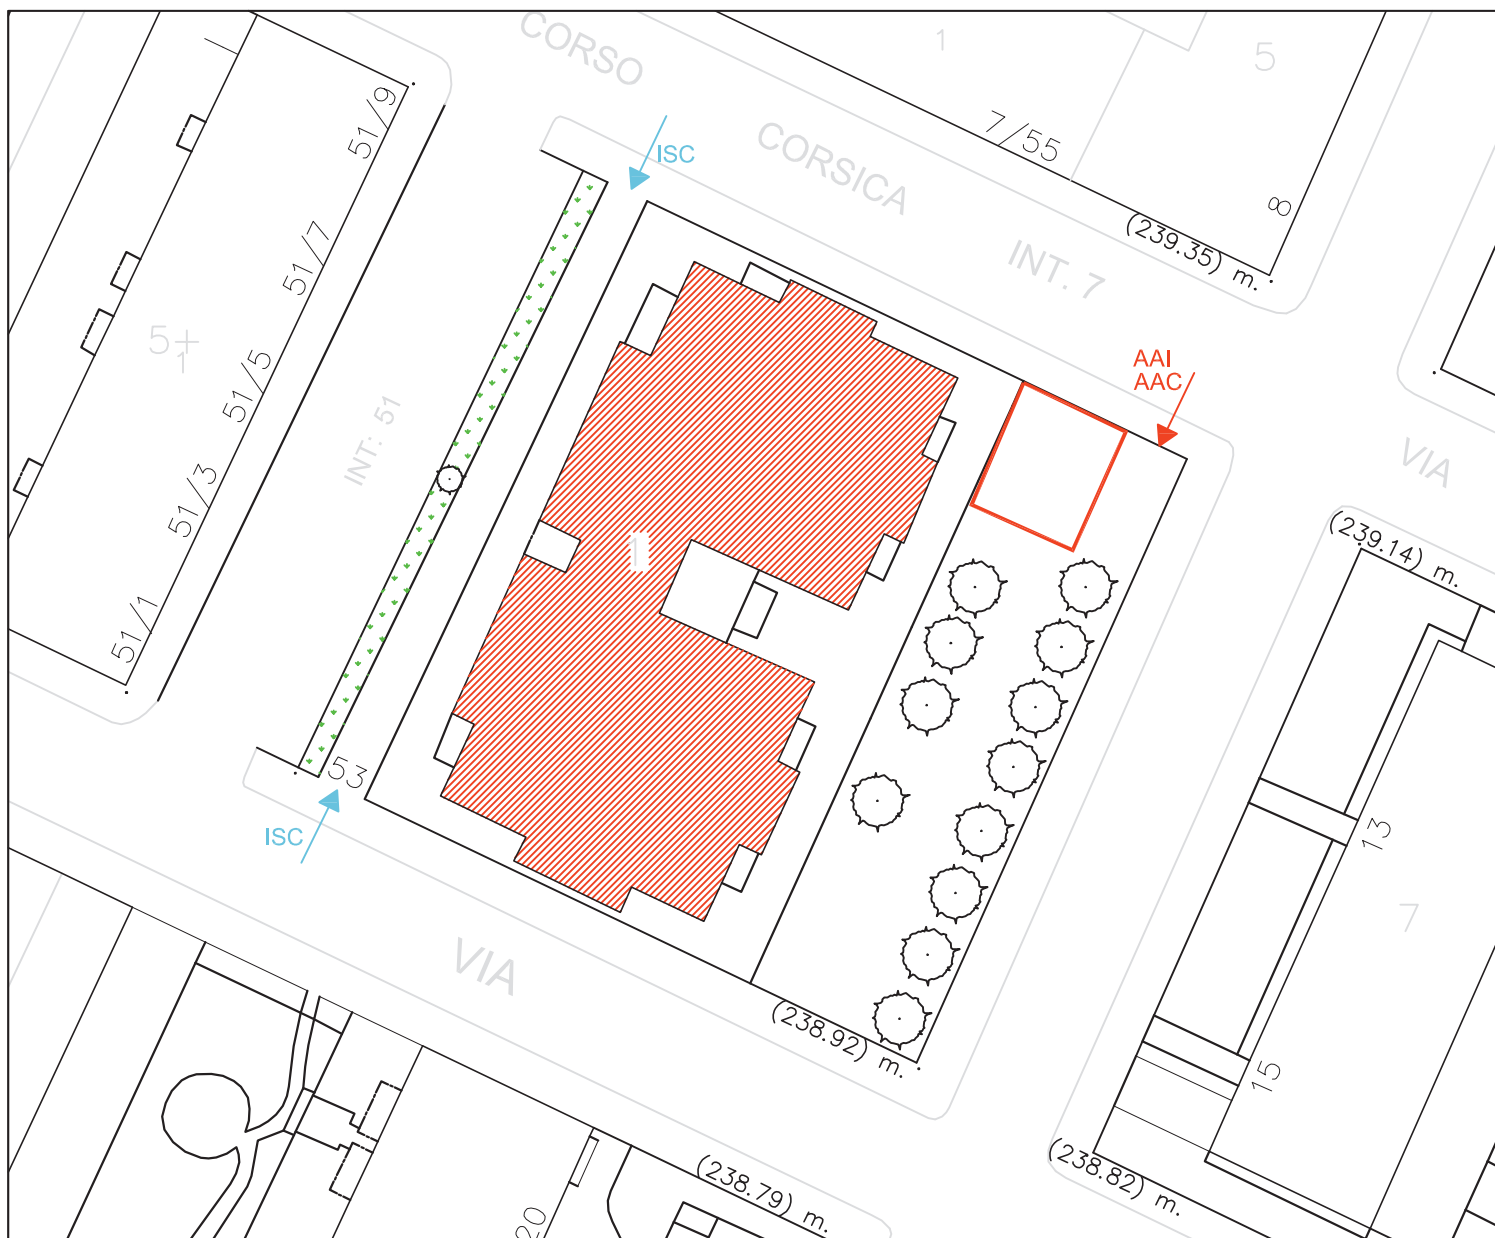 CORSO
1
5
51/9
7/55
ISC
CORSICA
8
(239.35) m.
51/7
INT. 7
5+
1
51/5
AAI
AAC
INT: 51
VIA
51/3
(239.14) m.
1
51/1
53
ISC
13
7
VIA
(238.92) m.
15
(238.82) m.
(238.79) m.
20